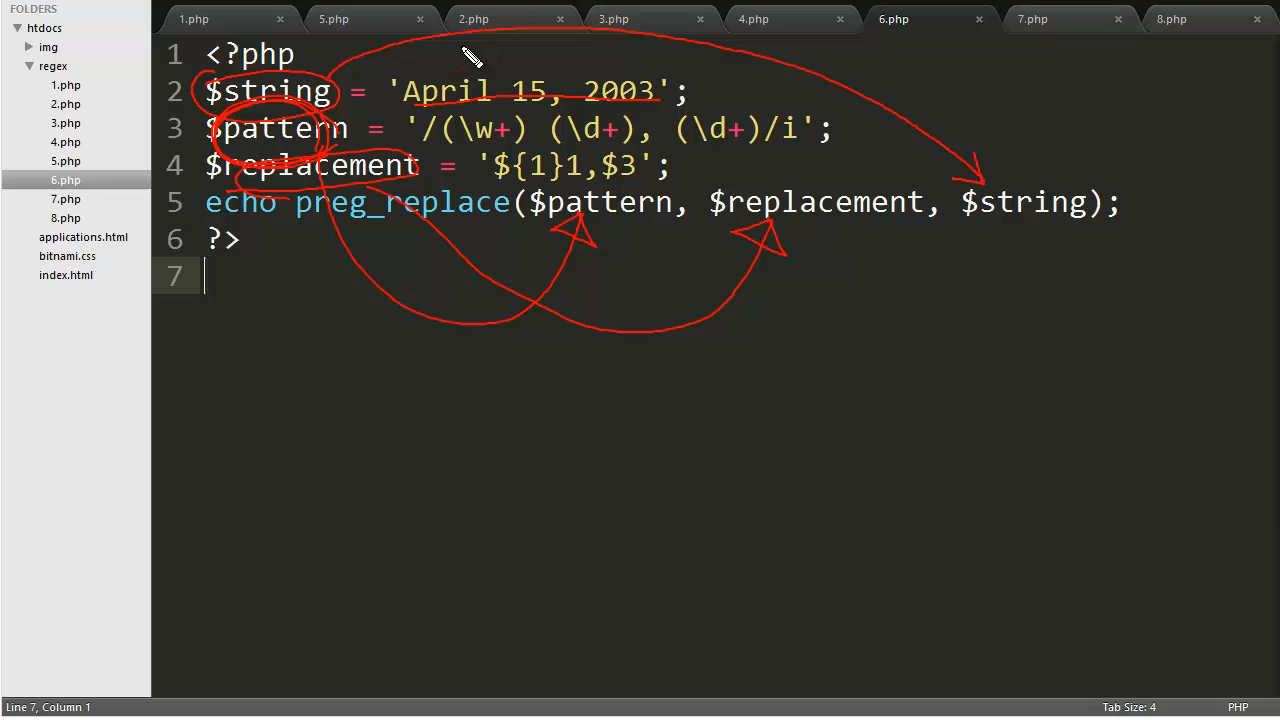 FOLDERS
htdocs
img
regex
1.php
2.php
3.php
4.php
5.php
6.php
7.php
8.php
applications.html
bitnami.css
index.html
1.php × 5.php × 2.php × 3.php × 4.php × 6.php × 7.php × 8.php ×
1 <?php
2 $string = 'April 15, 2003';
3 $pattern = '/(\w+) (\d+), (\d+)/i';
4 $replacement = '${1}1,$3';
5 echo preg_replace($pattern, $replacement, $string);
6 ?>
7
Line 7, Column 1 Tab Size: 4 PHP